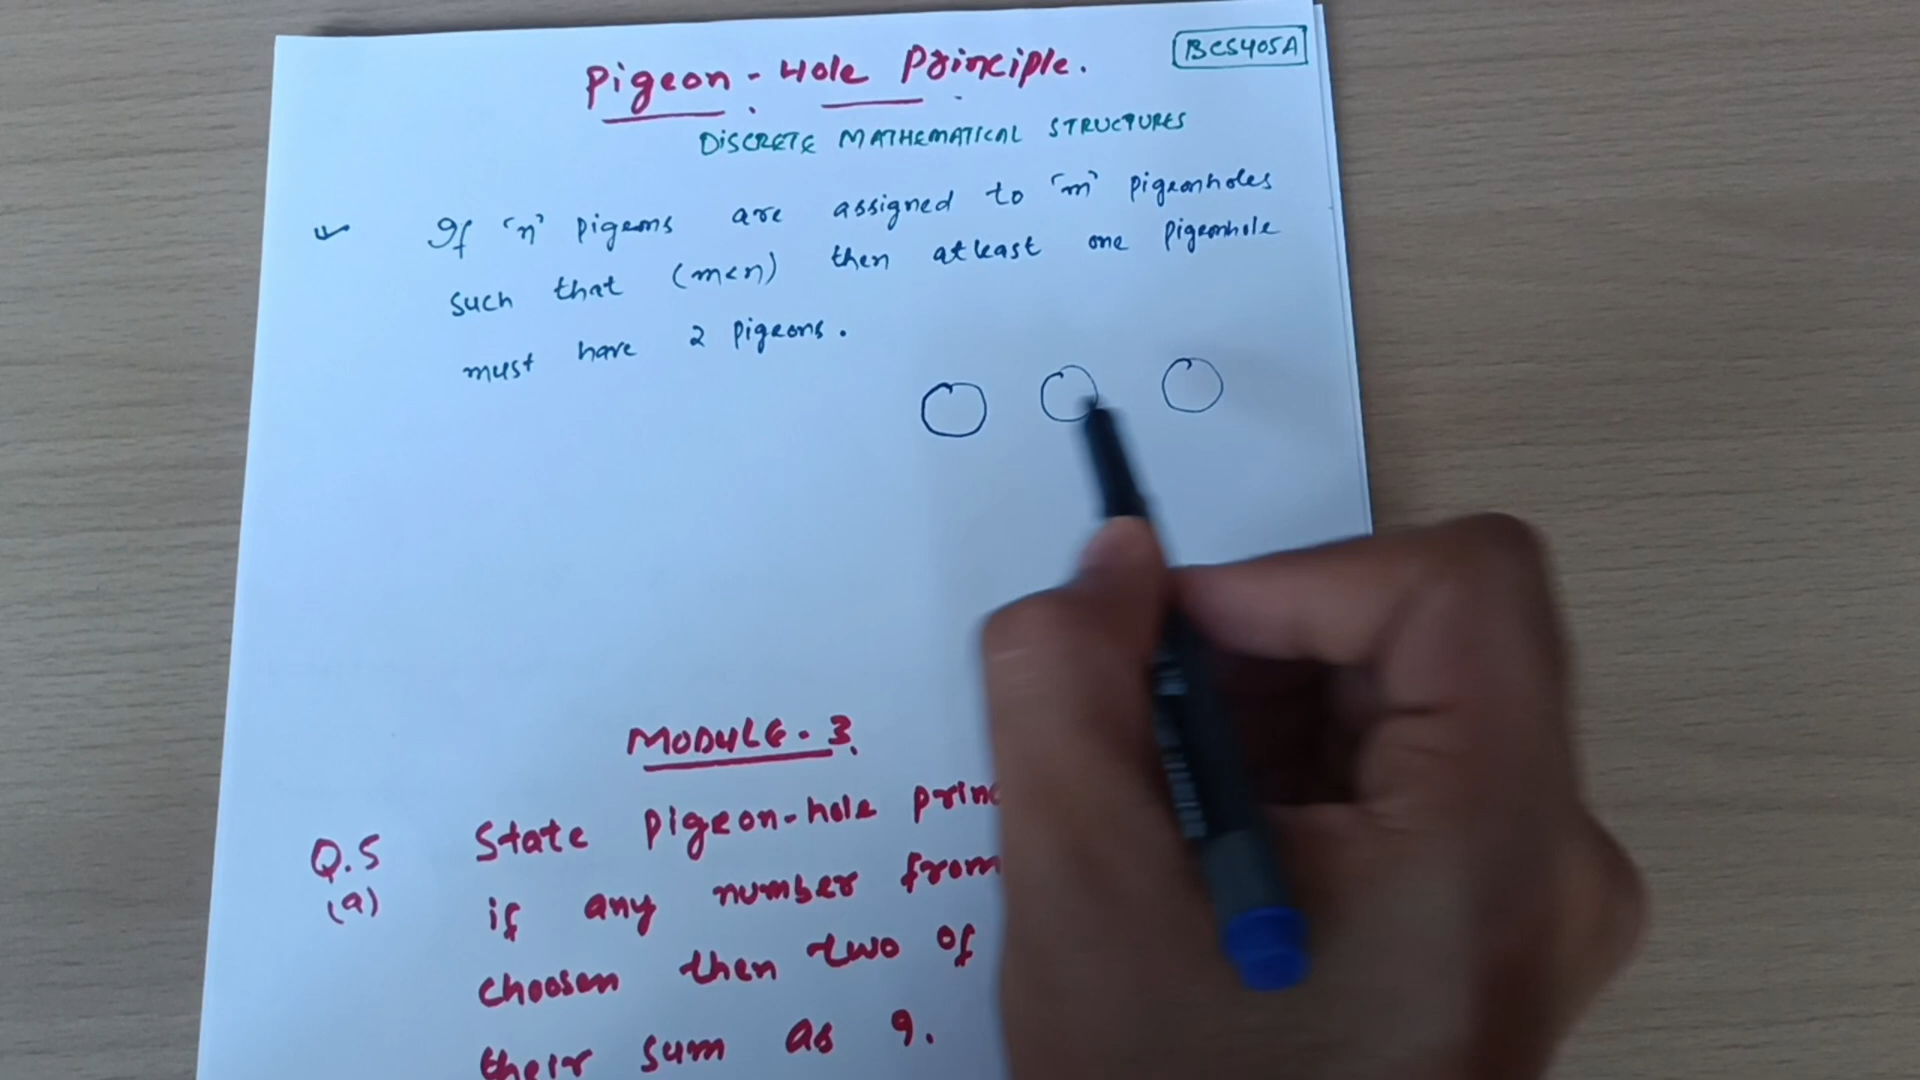 Pigeon-Hole Principle.
BCS405A
DISCRETE MATHEMATICAL STRUCTURES
If 'n' pigeons are assigned to 'm' pigeonholes
such that (m<n) then atleast one pigeonhole
must have 2 pigeons.
MODULE-3.
Q.5 State pigeon-hole princ
(a) if any number from
choosen then two of
their sum as 9.